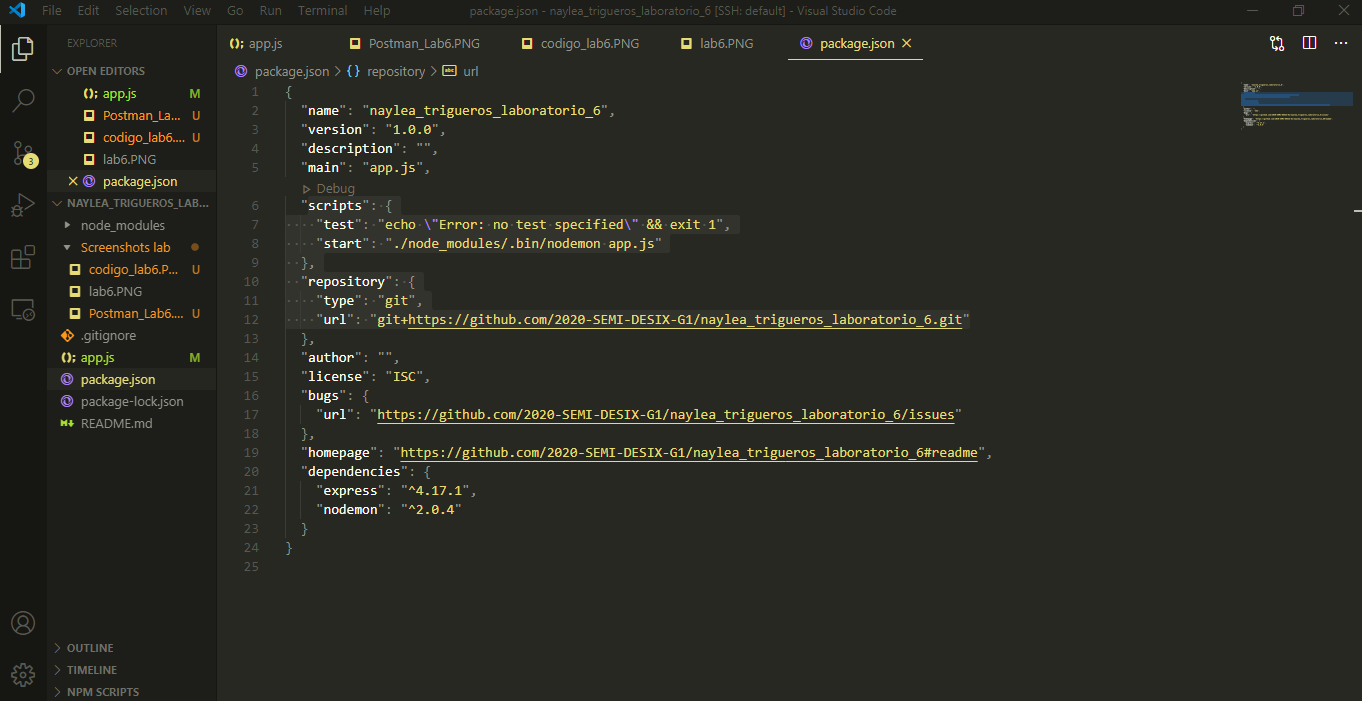 File Edit Selection View Go Run Terminal Help package.json - naylea_trigueros_laboratorio_6 [SSH: default] - Visual Studio Code
EXPLORER
OPEN EDITORS
app.js M
Postman_La... U
codigo_lab6.... U
lab6.PNG
package.json
3
NAYLEA_TRIGUEROS_LAB...
node_modules
Screenshots lab
codigo_lab6.P... U
lab6.PNG
Postman_Lab6.... U
.gitignore
app.js M
package.json
package-lock.json
README.md
OUTLINE
TIMELINE
NPM SCRIPTS
app.js Postman_Lab6.PNG codigo_lab6.PNG lab6.PNG package.json
package.json > {} repository > abc url
1 {
2 "name": "naylea_trigueros_laboratorio_6",
3 "version": "1.0.0",
4 "description": "",
5 "main": "app.js",
Debug
6 "scripts": {
7 "test": "echo \"Error: no test specified\" && exit 1",
8 "start": "./node_modules/.bin/nodemon app.js"
9 },
10 "repository": {
11 "type": "git",
12 "url": "git+https://github.com/2020-SEMI-DESIX-G1/naylea_trigueros_laboratorio_6.git"
13 },
14 "author": "",
15 "license": "ISC",
16 "bugs": {
17 "url": "https://github.com/2020-SEMI-DESIX-G1/naylea_trigueros_laboratorio_6/issues"
18 },
19 "homepage": "https://github.com/2020-SEMI-DESIX-G1/naylea_trigueros_laboratorio_6#readme",
20 "dependencies": {
21 "express": "^4.17.1",
22 "nodemon": "^2.0.4"
23 }
24 }
25